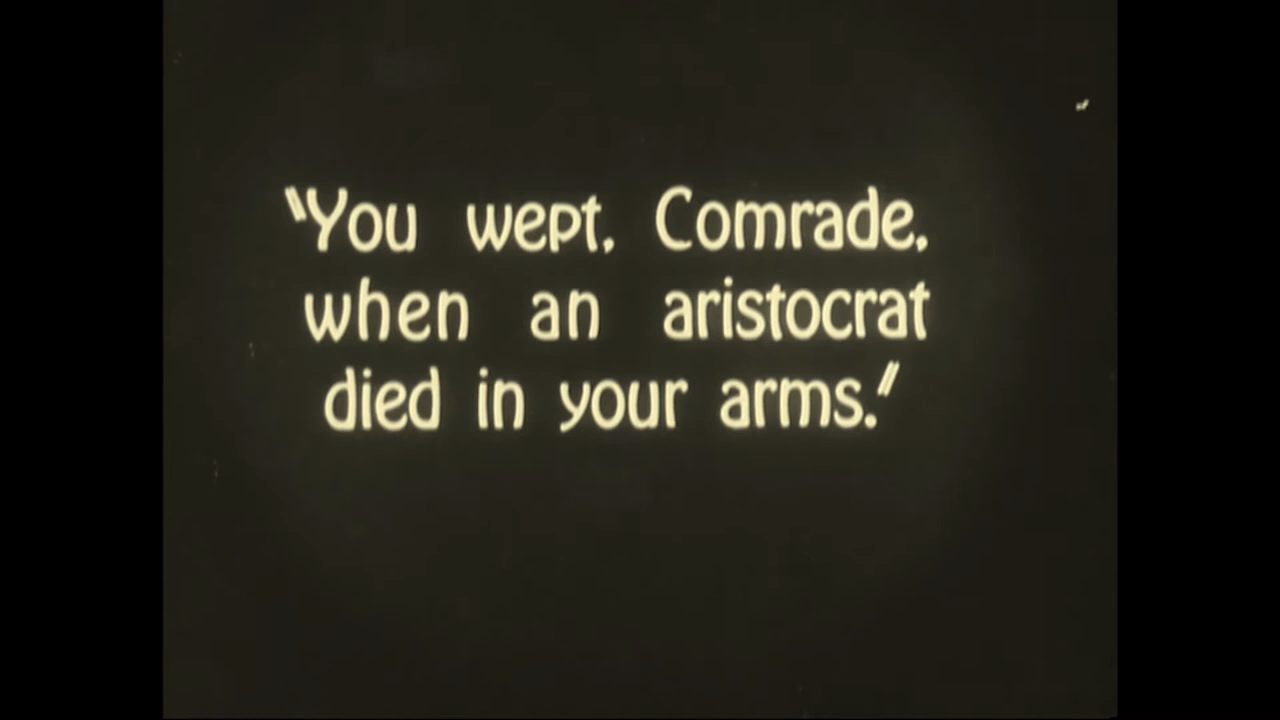 "You wept, Comrade,
when an aristocrat
died in your arms."